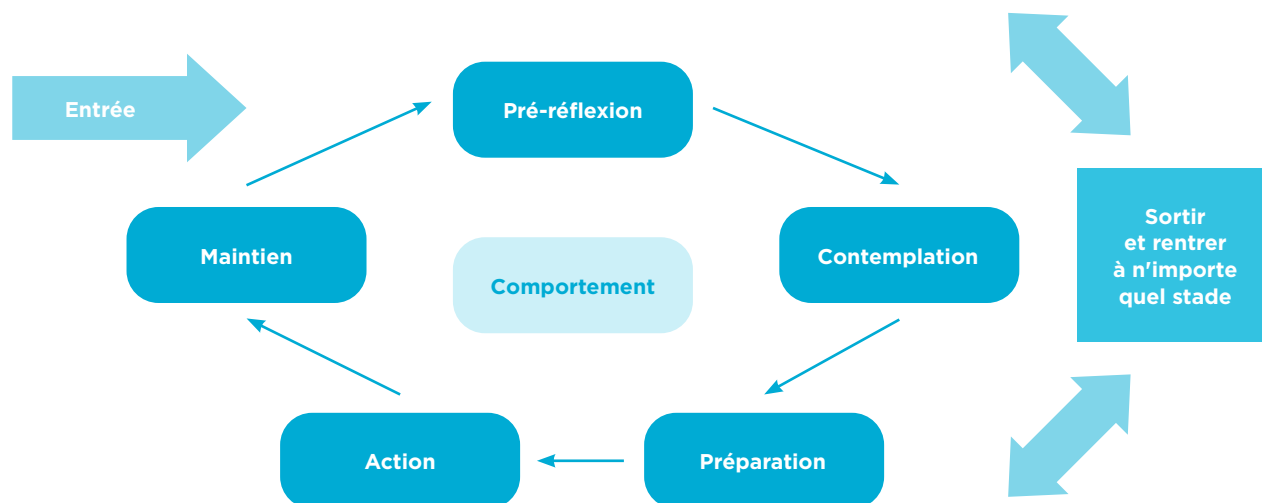 Entrée
Pré-réflexion
Maintien
Comportement
Contemplation
Sortir
et rentrer
à n'importe
quel stade
Action
Préparation